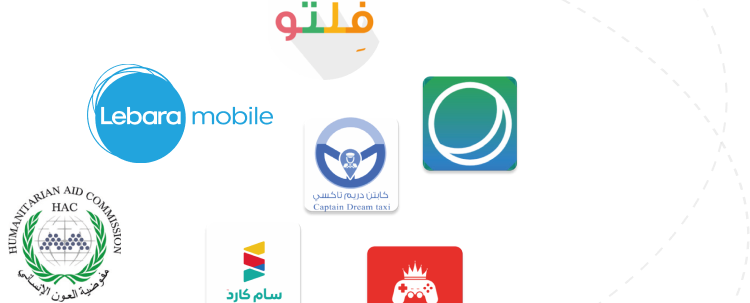 فلتو
Lebara mobile
كابتن دريم تاكسي
Captain Dream taxi
HUMANITARIAN AID COMMISSION
HAC
مفوضية العون الإنساني
سام كارد